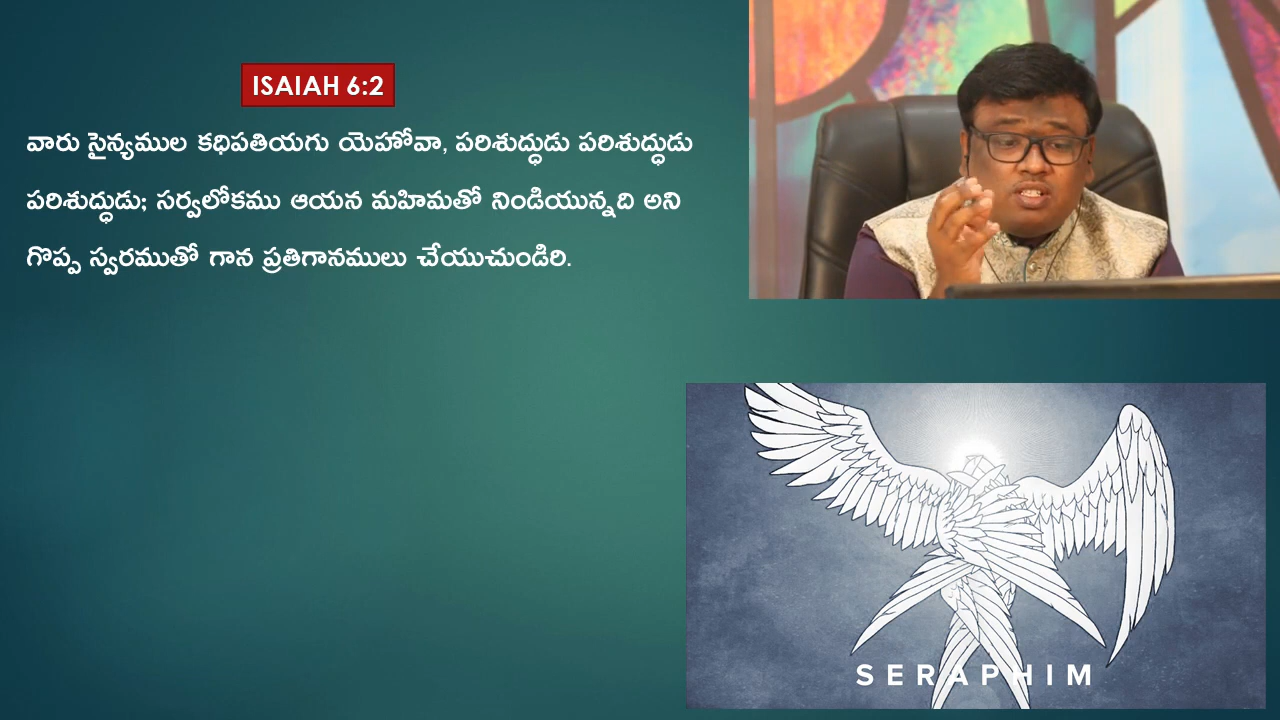 ISAIAH 6:2
వారు సైన్యముల కధిపతియగు యెహోవా, పరిశుద్ధుడు పరిశుద్ధుడు
పరిశుద్ధుడు; సర్వలోకము ఆయన మహిమతో నిండియున్నది అని
గొప్ప స్వరముతో గాన ప్రతిగానములు చేయుచుండిరి.
SERAPHIM